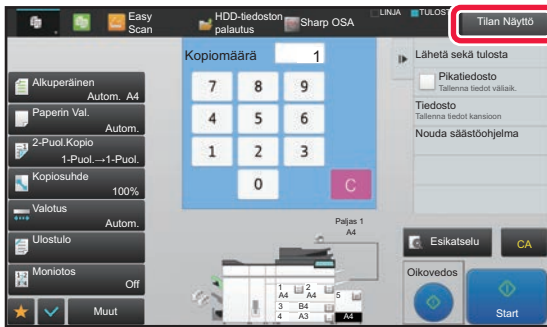 Easy
Scan
HDD-tiedoston
palautus
Sharp OSA
LINJA
TULOST
Tilan Näyttö
Alkuperäinen
Autom. A4
Paperin Val.
Autom.
2-Puol.Kopio
1-Puol.→1-Puol.
Kopiosuhde
100%
Valotus
Autom.
Ulostulo
Moniotos
Off
Muut
Kopiomäärä 1
7 8 9
4 5 6
1 2 3
0 C
Paljas 1
A4
1 2
A4 A4 5
3 B4
4 A3 A4
Lähetä sekä tulosta
Pikatiedosto
Tallenna tiedot väliaik.
Tiedosto
Tallenna tiedot kansioon
Nouda säästöohjelma
Esikatselu CA
Oikovedos
Start